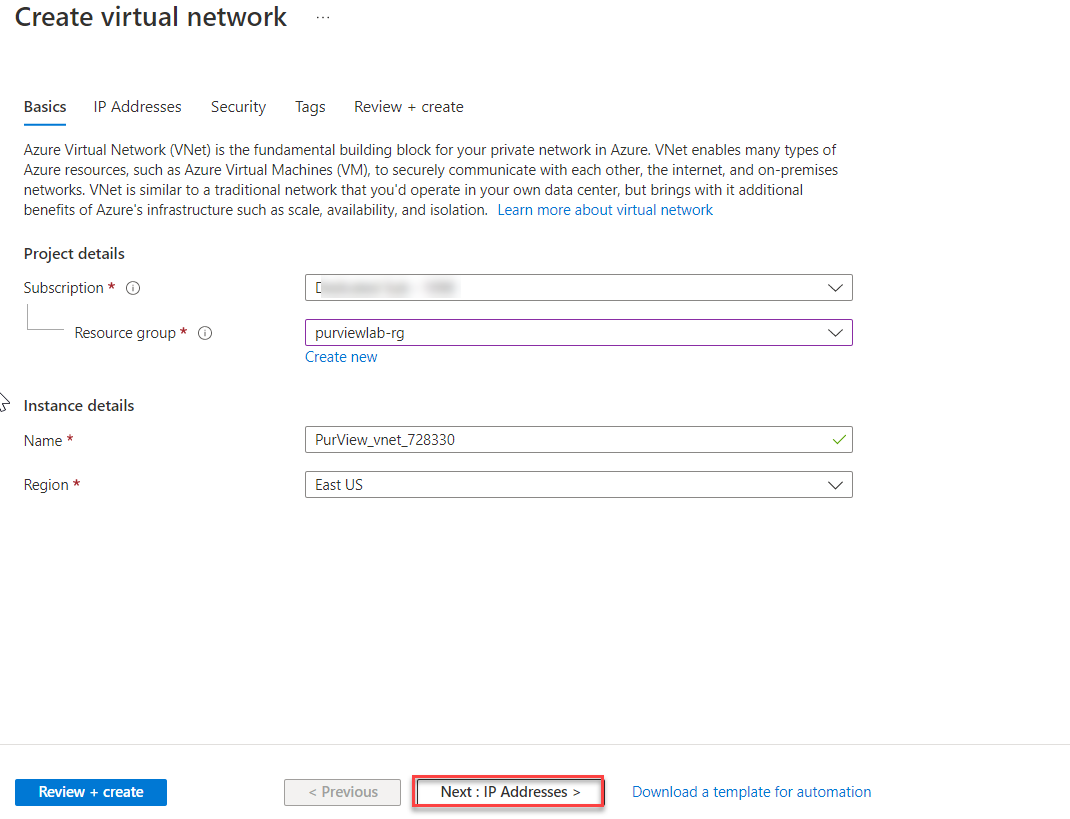 Create virtual network ...
Basics IP Addresses Security Tags Review + create
Azure Virtual Network (VNet) is the fundamental building block for your private network in Azure. VNet enables many types of
Azure resources, such as Azure Virtual Machines (VM), to securely communicate with each other, the internet, and on-premises
networks. VNet is similar to a traditional network that you'd operate in your own data center, but brings with it additional
benefits of Azure's infrastructure such as scale, availability, and isolation. Learn more about virtual network
Project details
Subscription *
Resource group * purviewlab-rg
Create new
Instance details
Name * PurView_vnet_728330
Region * East US
Review + create < Previous Next : IP Addresses > Download a template for automation